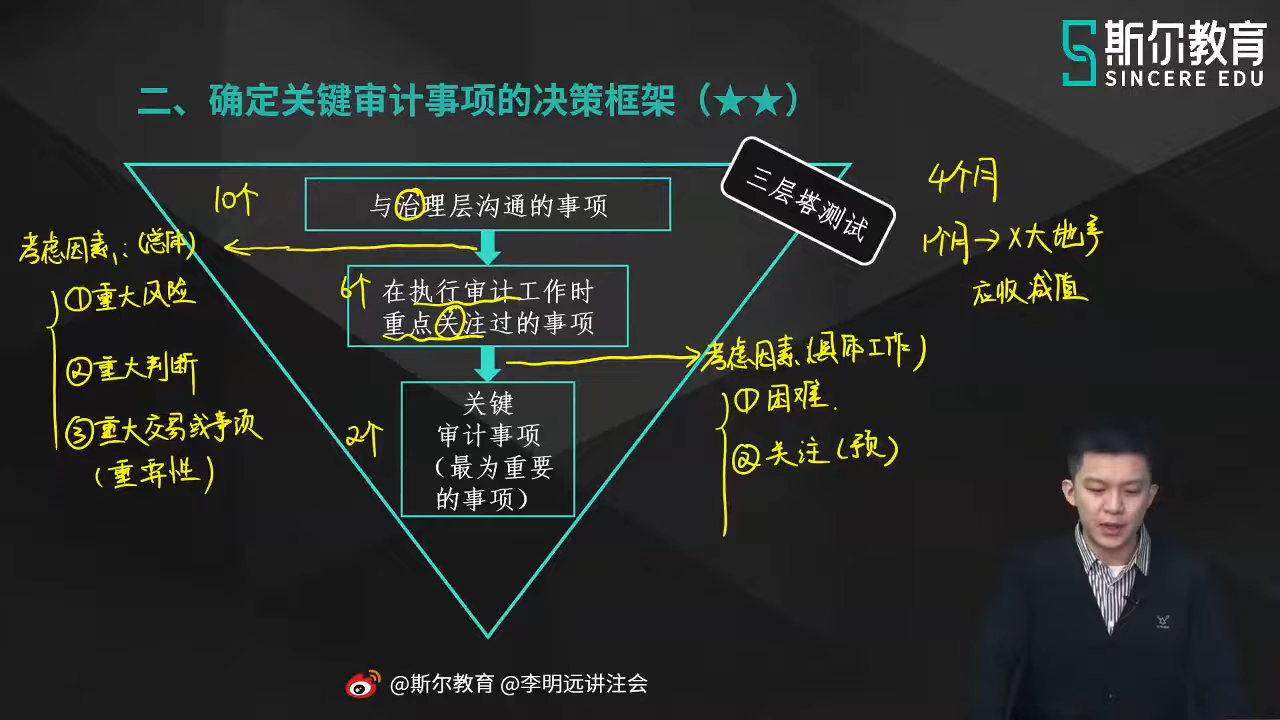 斯尔教育
SINCERE EDU
二、确定关键审计事项的决策框架（★★）
三层塔测试
10个
与治理层沟通的事项
4个月
1个月→X大地产
应收减值
考虑因素1:(总体)
①重大风险
②重大判断
③重大交易或事项
(重要性)
6个
在执行审计工作时
重点关注过的事项
考虑因素(具体工作)
①困难.
②关注(预)
2个
关键
审计事项
（最为重要
的事项）
@斯尔教育 @李明远讲注会